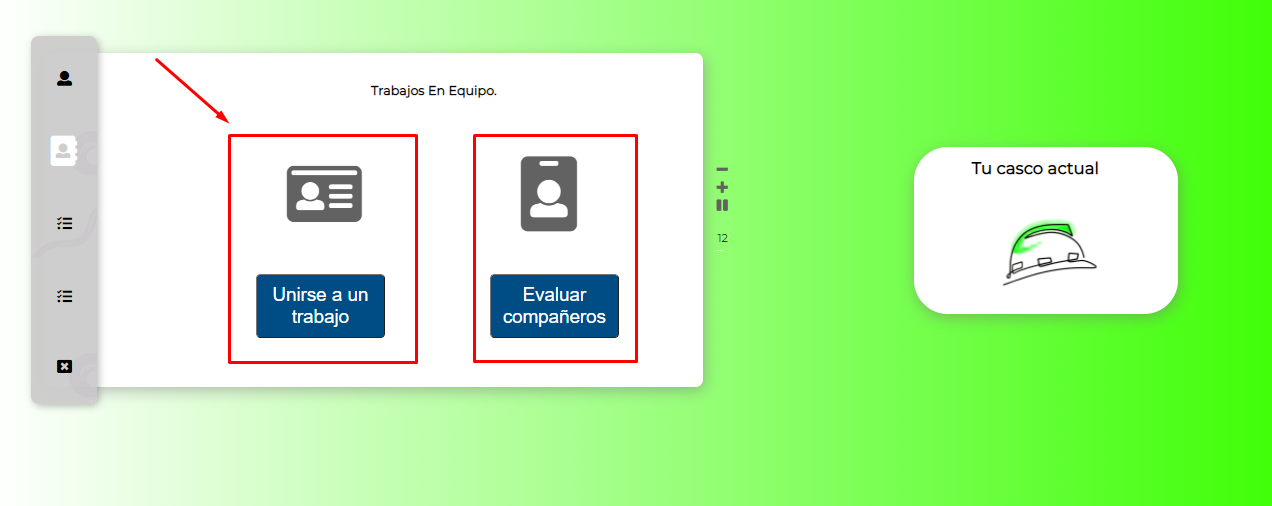 Trabajos En Equipo.
Unirse a un
trabajo
Evaluar
compañeros
12
Tu casco actual